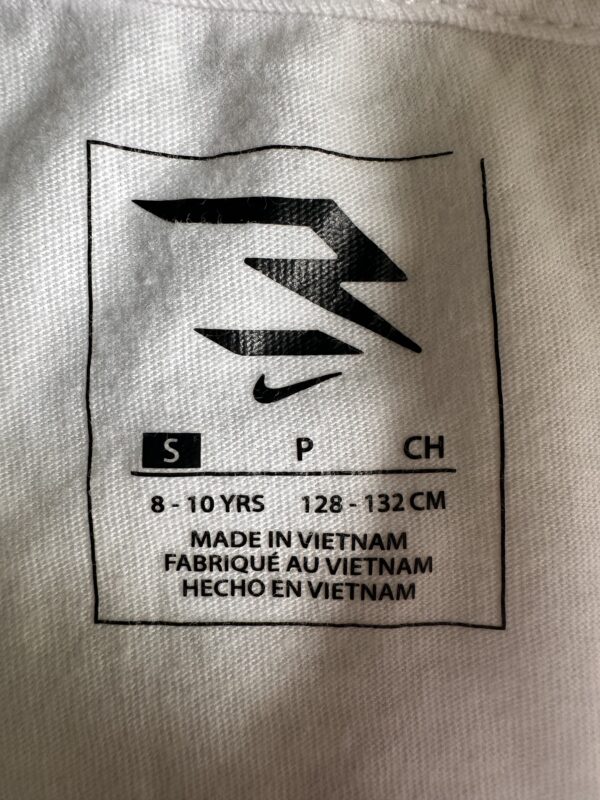 S P CH
8 - 10 YRS 128 - 132 CM
MADE IN VIETNAM
FABRIQUÉ AU VIETNAM
HECHO EN VIETNAM